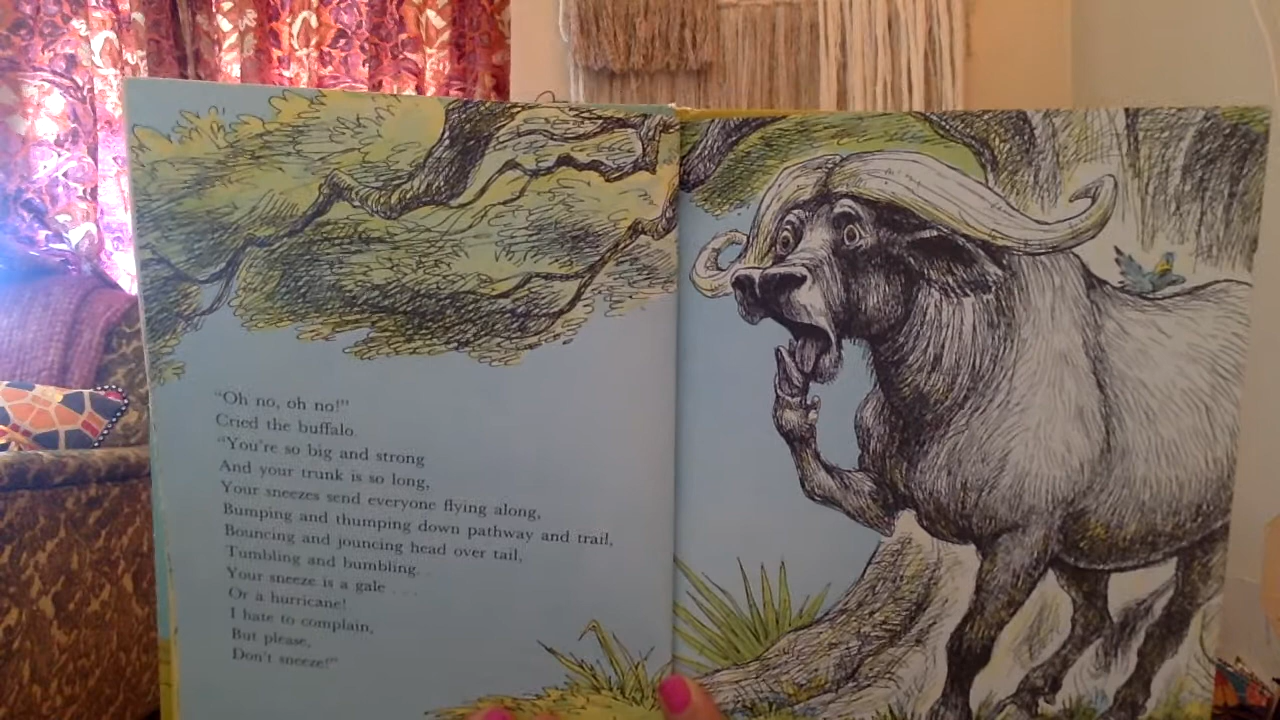 "Oh no, oh no!"
Cried the buffalo.
"You're so big and strong
And your trunk is so long,
Your sneezes send everyone flying along,
Bumping and thumping down pathway and trail,
Bouncing and jouncing head over tail,
Tumbling and bumbling.
Your sneeze is a gale . . .
Or a hurricane!
I hate to complain,
But please,
Don't sneeze!"